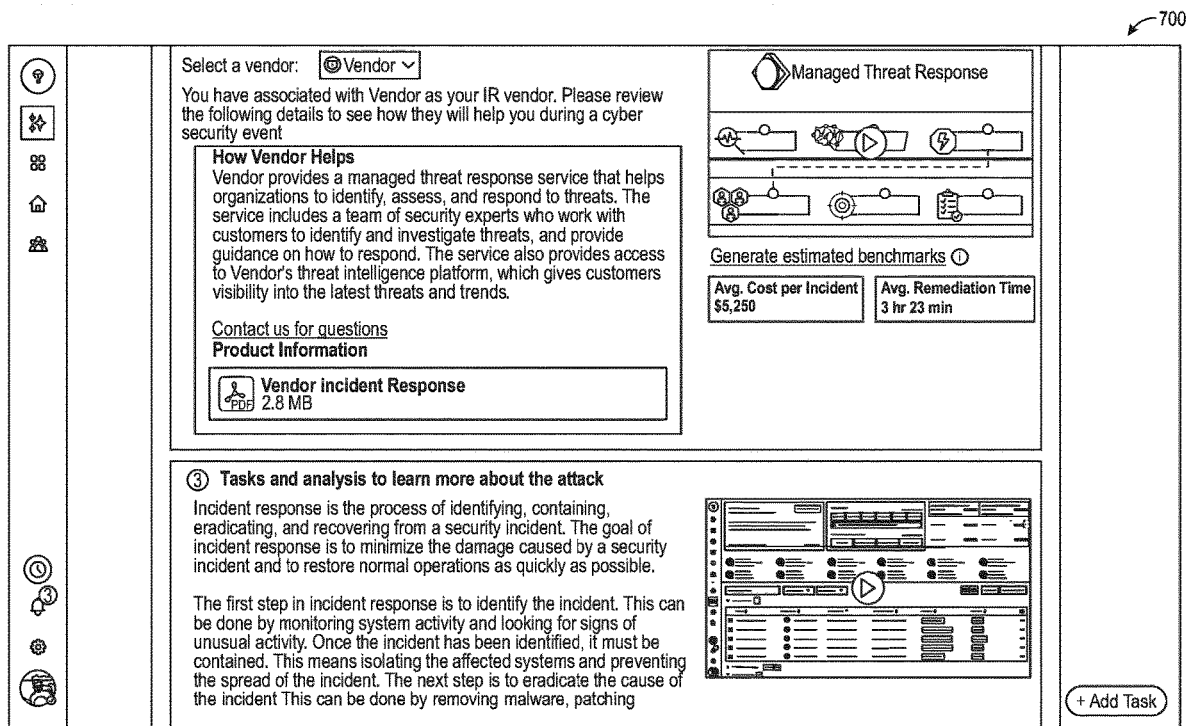 700
Select a vendor: Vendor
You have associated with Vendor as your IR vendor. Please review
the following details to see how they will help you during a cyber
security event
How Vendor Helps
Vendor provides a managed threat response service that helps
organizations to identify, assess, and respond to threats. The
service includes a team of security experts who work with
customers to identify and investigate threats, and provide
guidance on how to respond. The service also provides access
to Vendor's threat intelligence platform, which gives customers
visibility into the latest threats and trends.
Contact us for questions
Product Information
PDF
Vendor incident Response
2.8 MB
Managed Threat Response
Generate estimated benchmarks
Avg. Cost per Incident
$5,250
Avg. Remediation Time
3 hr 23 min
3 Tasks and analysis to learn more about the attack
Incident response is the process of identifying, containing,
eradicating, and recovering from a security incident. The goal of
incident response is to minimize the damage caused by a security
incident and to restore normal operations as quickly as possible.
The first step in incident response is to identify the incident. This can
be done by monitoring system activity and looking for signs of
unusual activity. Once the incident has been identified, it must be
contained. This means isolating the affected systems and preventing
the spread of the incident. The next step is to eradicate the cause of
the incident This can be done by removing malware, patching
3
+ Add Task